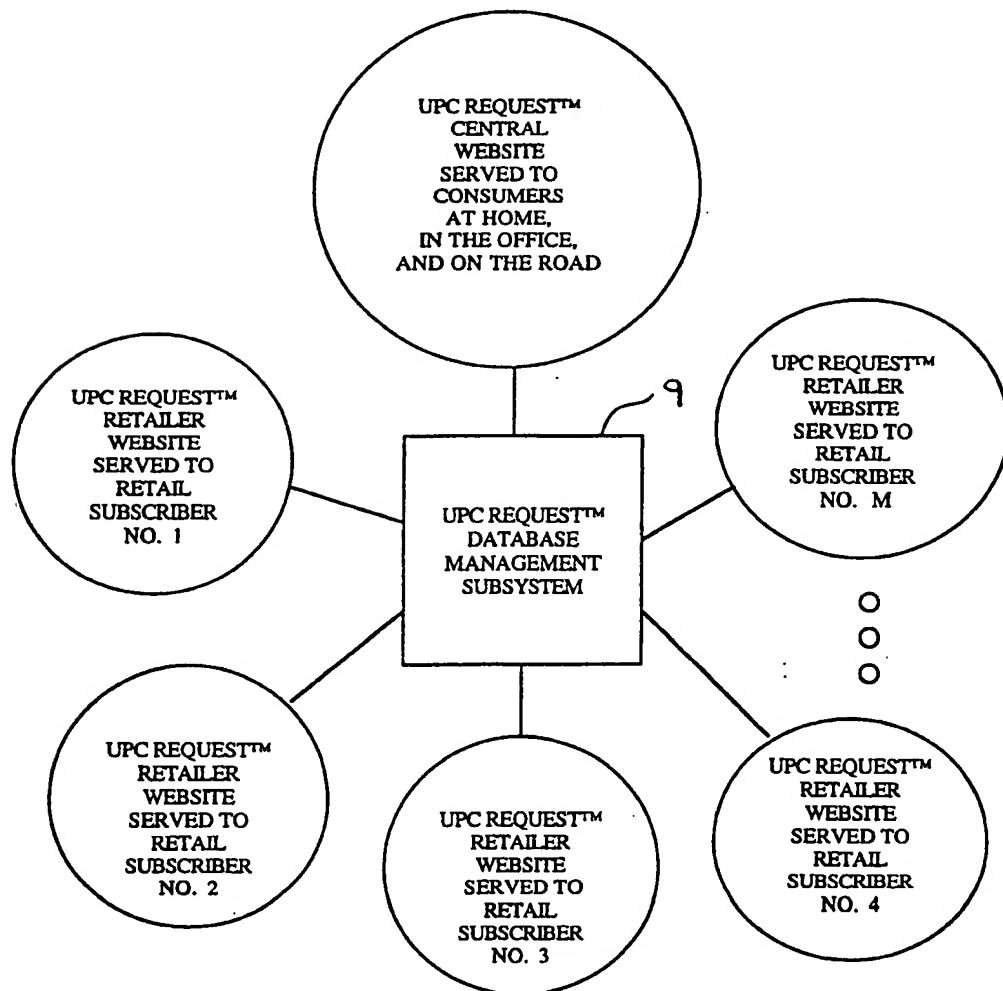 UPC REQUEST™
CENTRAL
WEBSITE
SERVED TO
CONSUMERS
AT HOME,
IN THE OFFICE,
AND ON THE ROAD
9
UPC REQUEST™
RETAILER
WEBSITE
SERVED TO
RETAIL
SUBSCRIBER
NO. 1
UPC REQUEST™
DATABASE
MANAGEMENT
SUBSYSTEM
UPC REQUEST™
RETAILER
WEBSITE
SERVED TO
RETAIL
SUBSCRIBER
NO. M
UPC REQUEST™
RETAILER
WEBSITE
SERVED TO
RETAIL
SUBSCRIBER
NO. 2
UPC REQUEST™
RETAILER
WEBSITE
SERVED TO
RETAIL
SUBSCRIBER
NO. 3
UPC REQUEST™
RETAILER
WEBSITE
SERVED TO
RETAIL
SUBSCRIBER
NO. 4